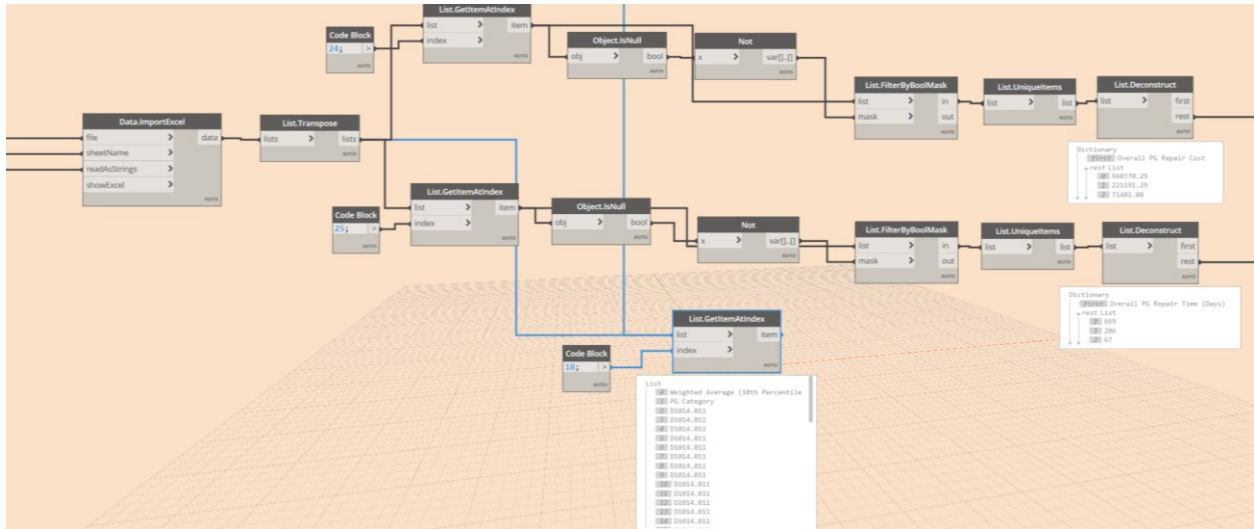 List.GetItemAtIndex
list > item
index >
AUTO
Code Block
24; >
AUTO
Object.IsNull
obj > bool
AUTO
Not
x > var[]..[]
AUTO
List.FilterByBoolMask
list > in
mask > out
AUTO
List.UniqueItems
list > list
AUTO
List.Deconstruct
list > first
rest
AUTO
Dictionary
first Overall PG Repair Cost
rest List
0 660370.25
1 221191.29
2 71401.08
Data.ImportExcel
file > data
sheetName >
readAsStrings >
showExcel >
AUTO
List.Transpose
lists > lists
AUTO
List.GetItemAtIndex
list > item
index >
AUTO
Code Block
25; >
AUTO
Object.IsNull
obj > bool
AUTO
Not
x > var[]..[]
AUTO
List.FilterByBoolMask
list > in
mask > out
AUTO
List.UniqueItems
list > list
AUTO
List.Deconstruct
list > first
rest
AUTO
Dictionary
first Overall PG Repair Time (Days)
rest List
0 669
1 206
2 67
List.GetItemAtIndex
list > item
index >
AUTO
Code Block
18; >
AUTO
List
0 Weighted Average (10th Percentile
1 PG Category
2 D1014.011
3 D1014.011
4 D1014.011
5 D1014.011
6 D1014.011
7 D1014.011
8 D1014.011
9 D1014.011
10 D1014.011
11 D1014.011
12 D1014.011
13 D1014.011
14 D1014.011